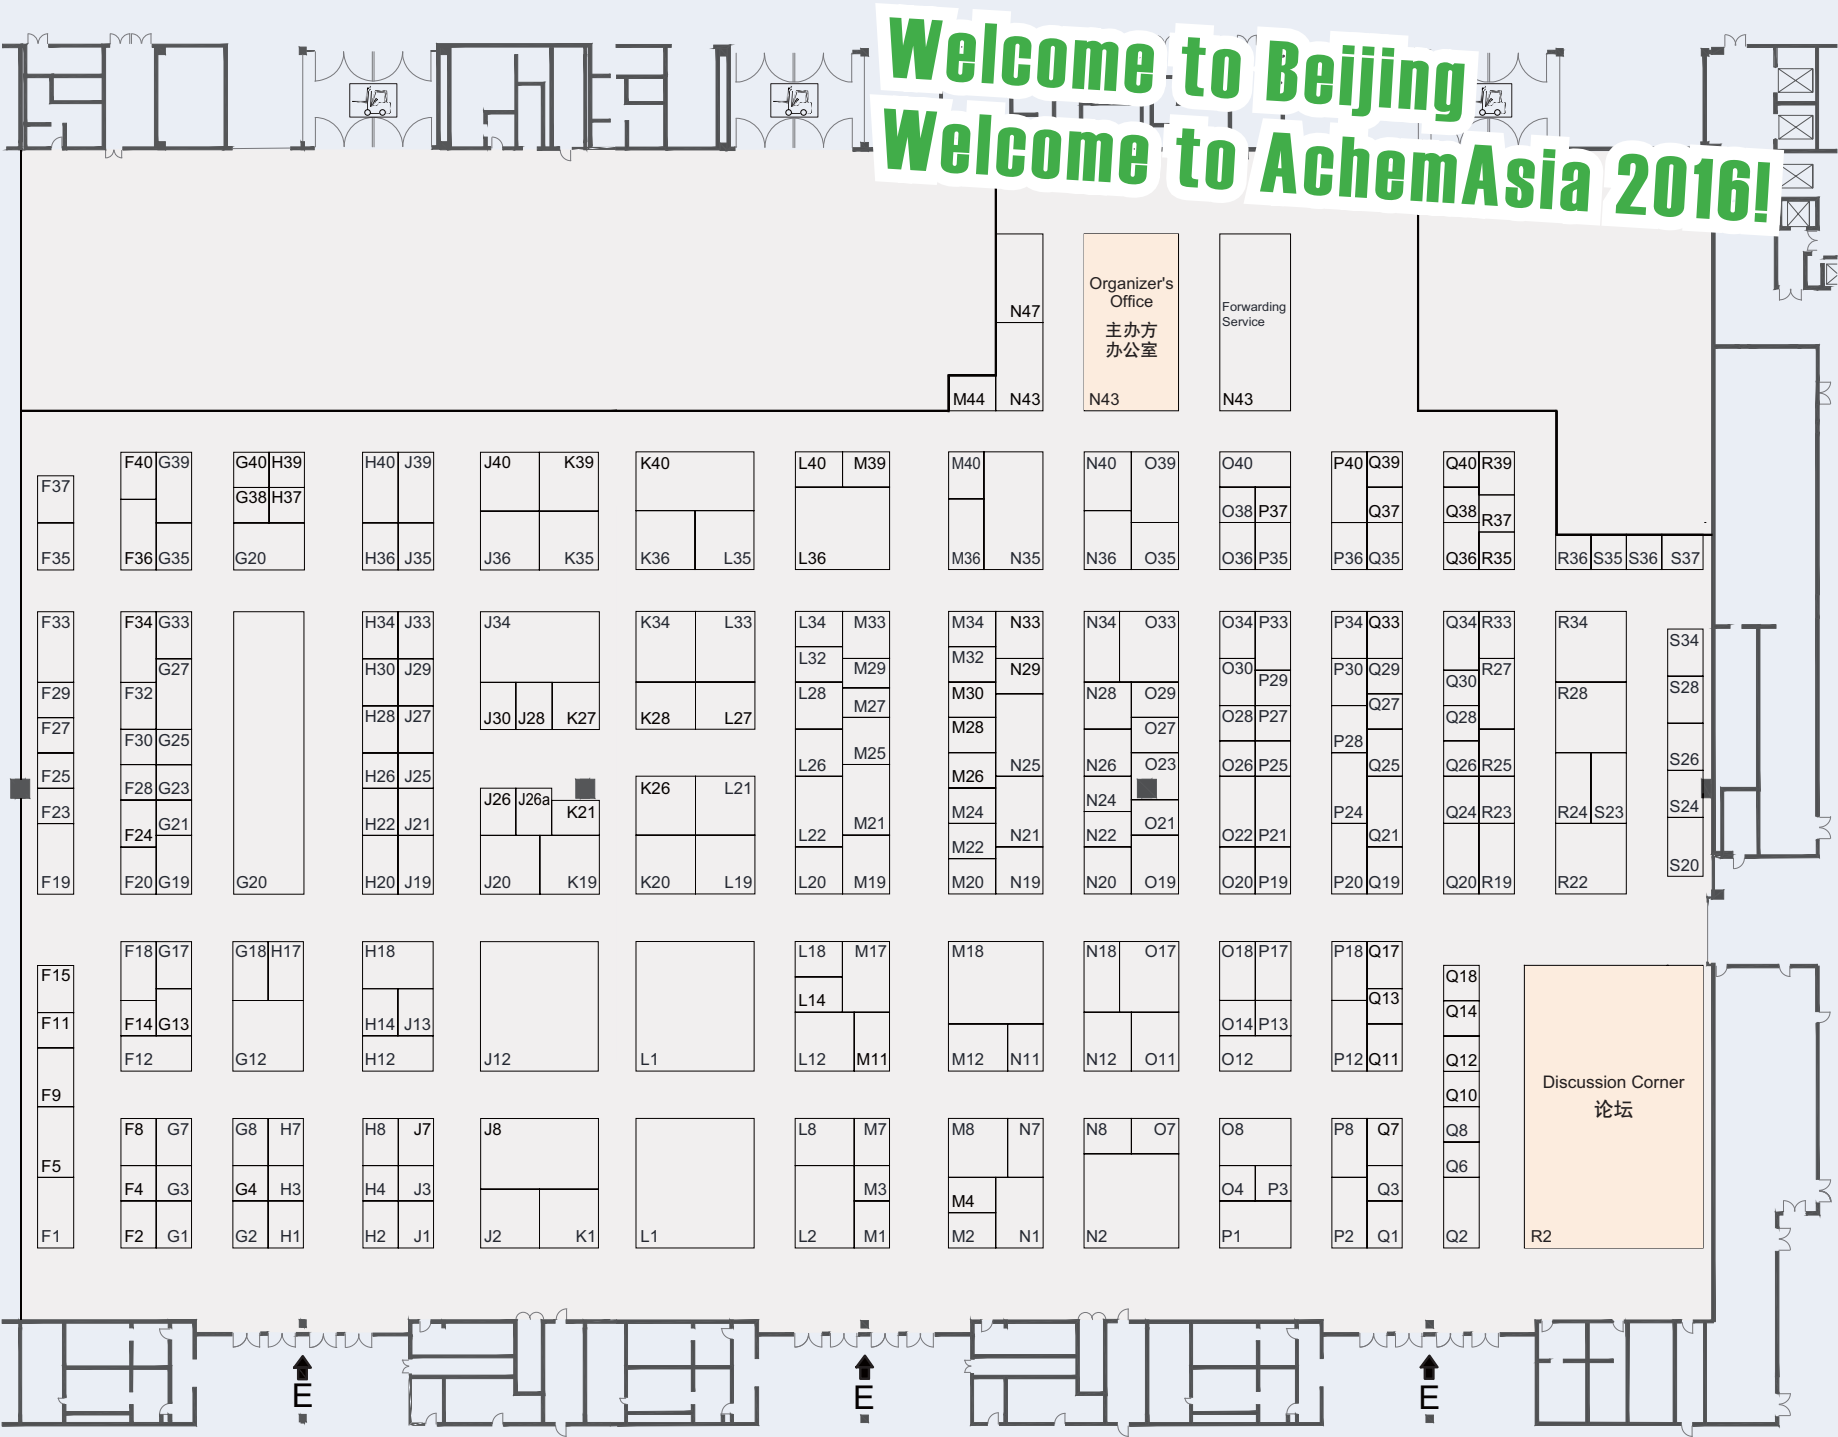 Welcome to Beijing
Welcome to AchemAsia 2016!
Organizer's
Office
主办方
办公室
N43
Forwarding
Service
N43
N47
M44 N43
F40 G39 G40 H39 H40 J39 J40 K39 K40 L40 M39 M40 N40 O39 O40 P40 Q39 Q40 R39
F37 G38 H37 O38 P37 Q37 Q38 R37
F35 F36 G35 G20 H36 J35 J36 K35 K36 L35 L36 M36 N35 N36 O35 O36 P35 P36 Q35 Q36 R35 R36 S35 S36 S37
F33 F34 G33 H34 J33 J34 K34 L33 L34 M33 M34 N33 N34 O33 O34 P33 P34 Q33 Q34 R33 R34 S34
G27 H30 J29 L32 M29 M32 N29 O30 P29 P30 Q29 Q30 R27
F29 F32 J30 J28 K27 K28 L27 L28 M27 M30 N28 O29 Q27 R28 S28
F27 F30 G25 H28 J27 M28 O27 O28 P27 P28 Q28
F25 F28 G23 H26 J25 L26 M25 M26 N25 N26 O23 O26 P25 Q25 Q26 R25 S26
F23 F24 G21 H22 J21 J26 J26a K21 K26 L21 L22 M21 M24 N21 N24 N22 O21 O22 P21 P24 Q21 Q24 R23 R24 S23 S24
M22
F19 F20 G19 G20 H20 J19 J20 K19 K20 L19 L20 M19 M20 N19 N20 O19 O20 P19 P20 Q19 Q20 R19 R22 S20
F18 G17 G18 H17 H18 L18 M17 M18 N18 O17 O18 P17 P18 Q17
F15 L14 Q13 Q18
F11 F14 G13 H14 J13 O14 P13 Q14
F12 G12 H12 J12 L1 L12 M11 M12 N11 N12 O11 O12 P12 Q11 Q12
F9 Q10
Discussion Corner
论坛
F8 G7 G8 H7 H8 J7 J8 L8 M7 M8 N7 N8 O7 O8 P8 Q7 Q8
F5 Q6
F4 G3 G4 H3 H4 J3 M3 M4 O4 P3 Q3
F1 F2 G1 G2 H1 H2 J1 J2 K1 L1 L2 M1 M2 N1 N2 P1 P2 Q1 Q2 R2
E E E